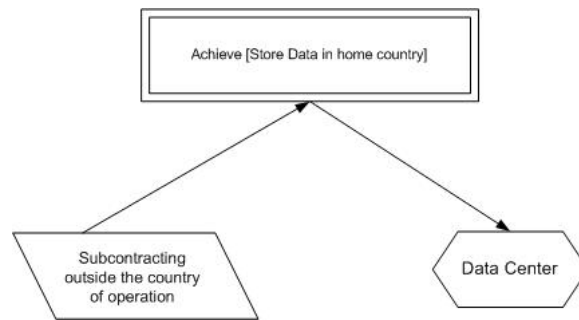 Achieve [Store Data in home country]
Subcontracting
outside the country
of operation
Data Center